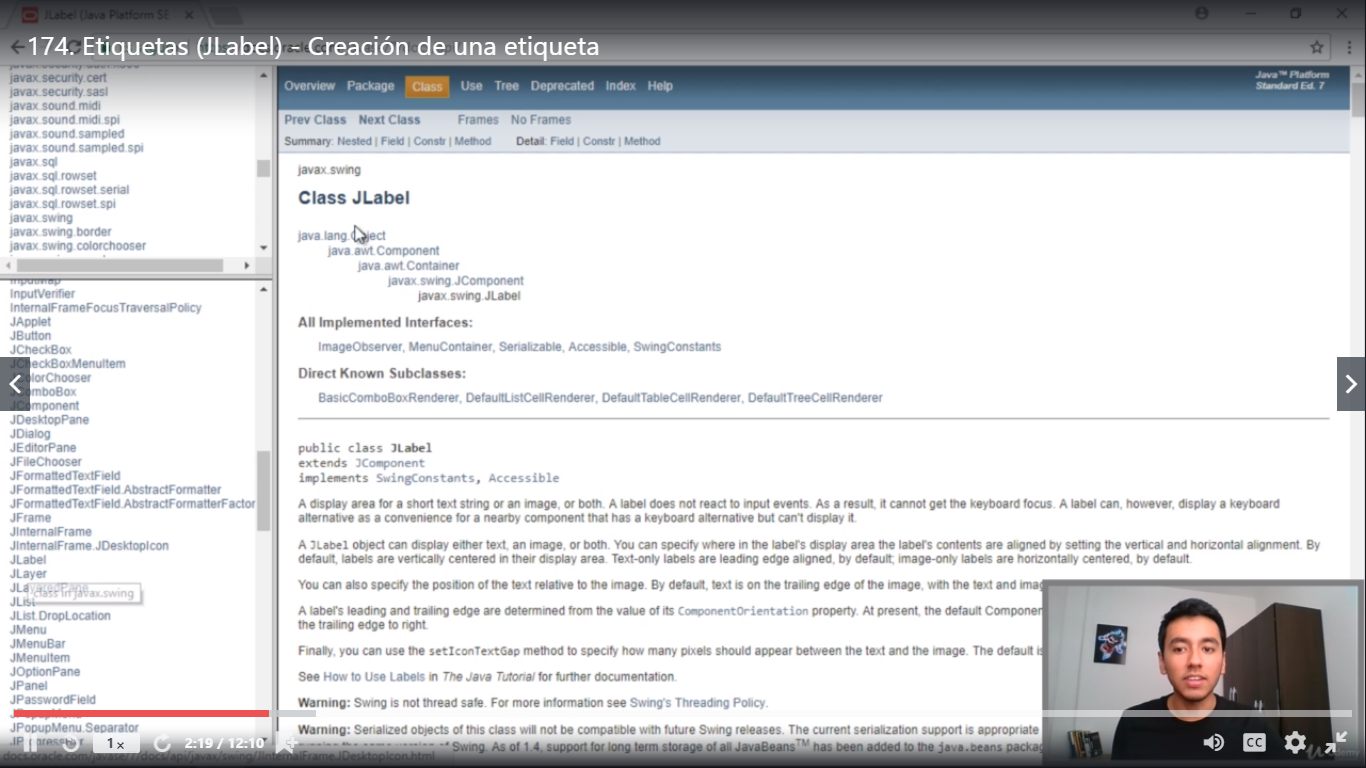 JLabel (Java Platform SE
174. Etiquetas (JLabel) - Creación de una etiqueta
javax.security.cert
javax.security.sasl
javax.sound.midi
javax.sound.midi.spi
javax.sound.sampled
javax.sound.sampled.spi
javax.sql
javax.sql.rowset
javax.sql.rowset.serial
javax.sql.rowset.spi
javax.swing
javax.swing.border
javax.swing.colorchooser
InputMap
InputVerifier
InternalFrameFocusTraversalPolicy
JApplet
JButton
JCheckBox
JCheckBoxMenuItem
JColorChooser
JComboBox
JComponent
JDesktopPane
JDialog
JEditorPane
JFileChooser
JFormattedTextField
JFormattedTextField.AbstractFormatter
JFormattedTextField.AbstractFormatterFactor
JFrame
JInternalFrame
JInternalFrame.JDesktopIcon
JLabel
JLayer
JLayeredPane
class in javax.swing
JList
JList.DropLocation
JMenu
JMenuBar
JMenuItem
JOptionPane
JPanel
JPasswordField
JPopupMenu
JPopupMenu.Separator
Overview Package Class Use Tree Deprecated Index Help
Java™ Platform
Standard Ed. 7
Prev Class Next Class Frames No Frames
Summary: Nested | Field | Constr | Method Detail: Field | Constr | Method
javax.swing
Class JLabel
java.lang.Object
java.awt.Component
java.awt.Container
javax.swing.JComponent
javax.swing.JLabel
All Implemented Interfaces:
ImageObserver, MenuContainer, Serializable, Accessible, SwingConstants
Direct Known Subclasses:
BasicComboBoxRenderer, DefaultListCellRenderer, DefaultTableCellRenderer, DefaultTreeCellRenderer
public class JLabel
extends JComponent
implements SwingConstants, Accessible
A display area for a short text string or an image, or both. A label does not react to input events. As a result, it cannot get the keyboard focus. A label can, however, display a keyboard
alternative as a convenience for a nearby component that has a keyboard alternative but can't display it.
A JLabel object can display either text, an image, or both. You can specify where in the label's display area the label's contents are aligned by setting the vertical and horizontal alignment. By
default, labels are vertically centered in their display area. Text-only labels are leading edge aligned, by default; image-only labels are horizontally centered, by default.
You can also specify the position of the text relative to the image. By default, text is on the trailing edge of the image, with the text and imag
A label's leading and trailing edge are determined from the value of its ComponentOrientation property. At present, the default Componen
the trailing edge to right.
Finally, you can use the setIconTextGap method to specify how many pixels should appear between the text and the image. The default is
See How to Use Labels in The Java Tutorial for further documentation.
Warning: Swing is not thread safe. For more information see Swing's Threading Policy.
Warning: Serialized objects of this class will not be compatible with future Swing releases. The current serialization support is appropriate
running the same version of Swing. As of 1.4, support for long term storage of all JavaBeans™ has been added to the java.beans packag
1x
2:19 / 12:10
CC
docs.oracle.com/javase/7/docs/api/javax/swing/JInternalFrame.JDesktopIcon.html